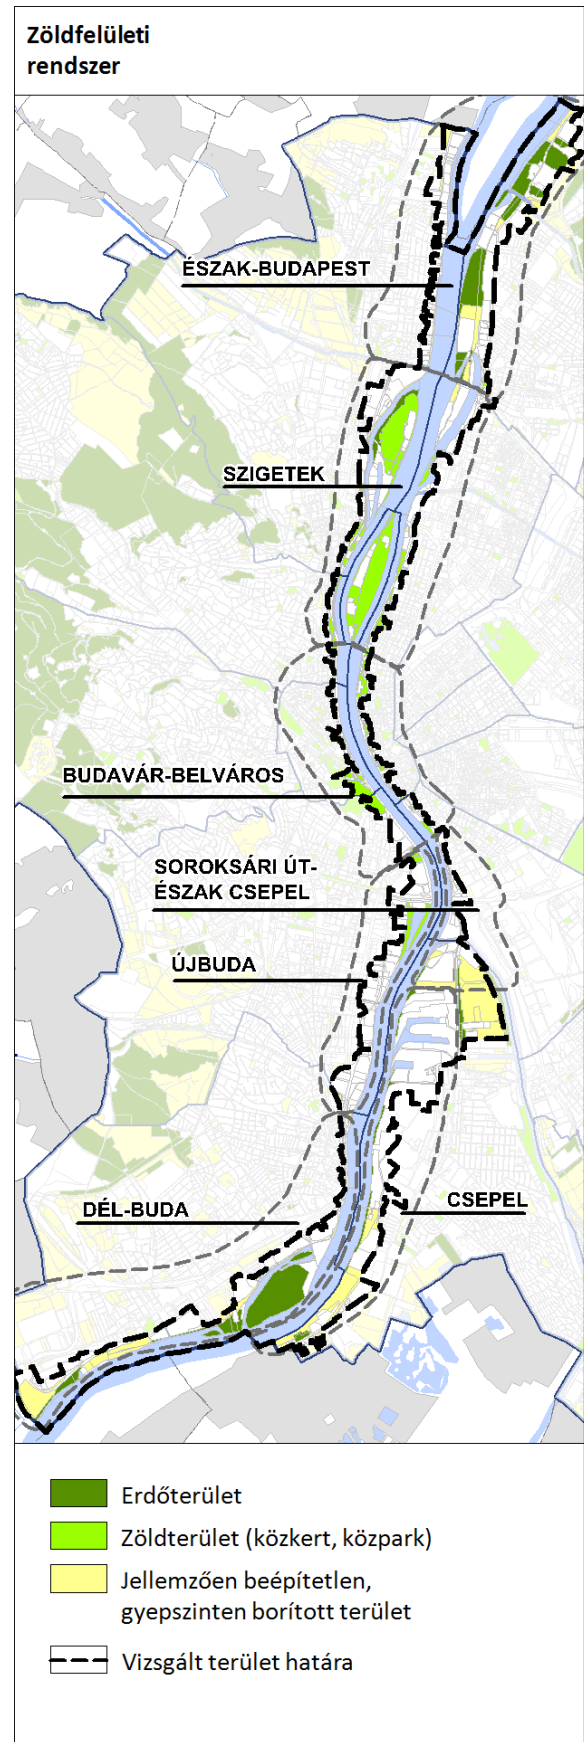 Zöldfelületi
rendszer
ÉSZAK-BUDAPEST
SZIGETEK
BUDAVÁR-BELVÁROS
SOROKSÁRI ÚT-
ÉSZAK CSEPEL
ÚJBUDA
DÉL-BUDA
CSEPEL
Erdőterület
Zöldterület (közkert, közpark)
Jellemzően beépítetlen,
gyepszinten borított terület
Vizsgált terület határa